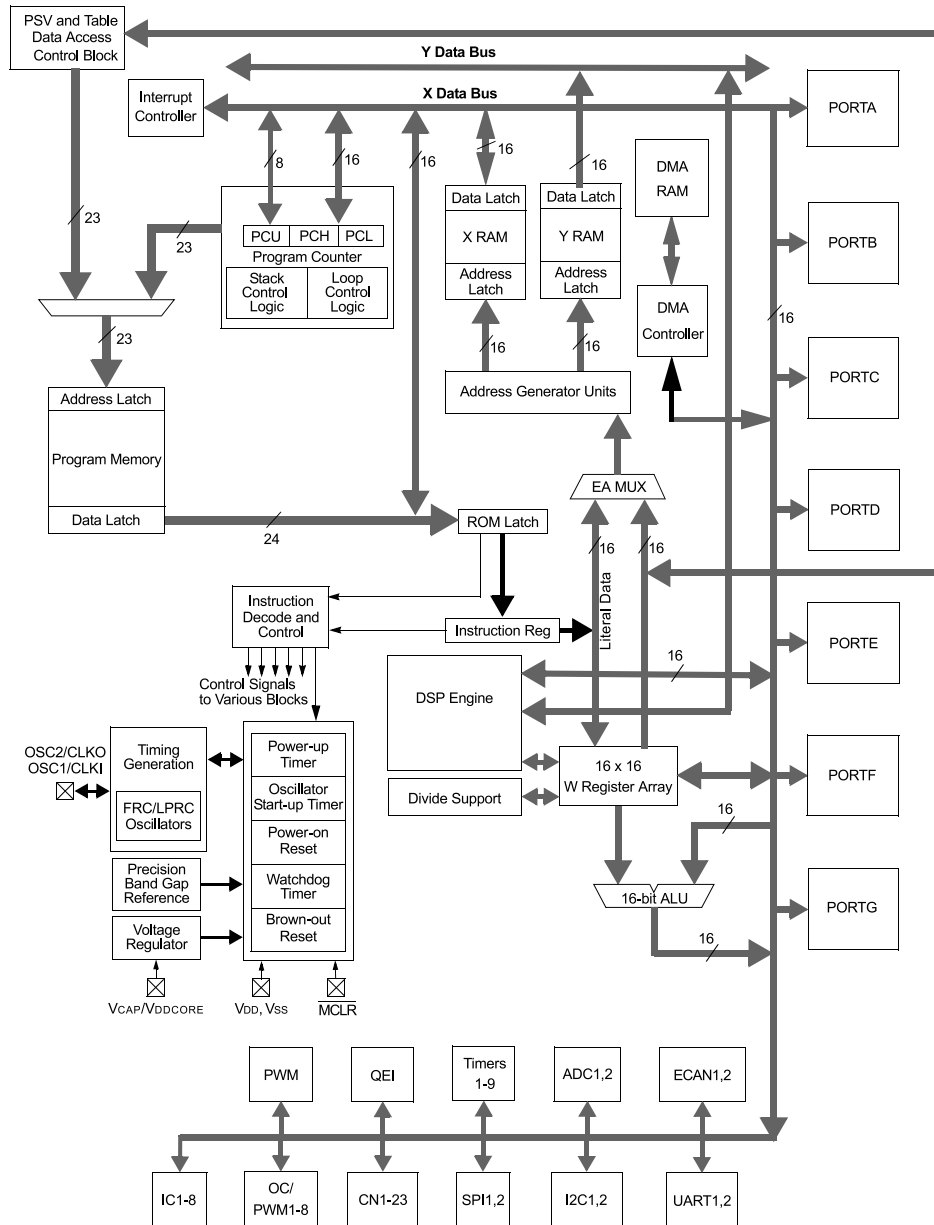 PSV and Table
Data Access
Control Block
Y Data Bus
X Data Bus
Interrupt
Controller
PORTA
8
16
16
16
16
DMA
RAM
23
23
Data Latch
X RAM
Address
Latch
Data Latch
Y RAM
Address
Latch
PCU
PCH
PCL
Program Counter
Stack
Control
Logic
Loop
Control
Logic
PORTB
DMA
Controller
16
23
16
16
PORTC
Address Latch
Program Memory
Data Latch
Address Generator Units
EA MUX
24
ROM Latch
16
16
PORTD
Literal Data
Instruction
Decode and
Control
Instruction Reg
PORTE
16
Control Signals
to Various Blocks
DSP Engine
OSC2/CLKO
OSC1/CLKI
Timing
Generation
FRC/LPRC
Oscillators
Power-up
Timer
Oscillator
Start-up Timer
Power-on
Reset
Watchdog
Timer
Brown-out
Reset
16 x 16
W Register Array
PORTF
Divide Support
16
Precision
Band Gap
Reference
16-bit ALU
PORTG
Voltage
Regulator
16
VCAP/VDDCORE
VDD, VSS
MCLR
PWM
QEI
Timers
1-9
ADC1,2
ECAN1,2
IC1-8
OC/
PWM1-8
CN1-23
SPI1,2
I2C1,2
UART1,2